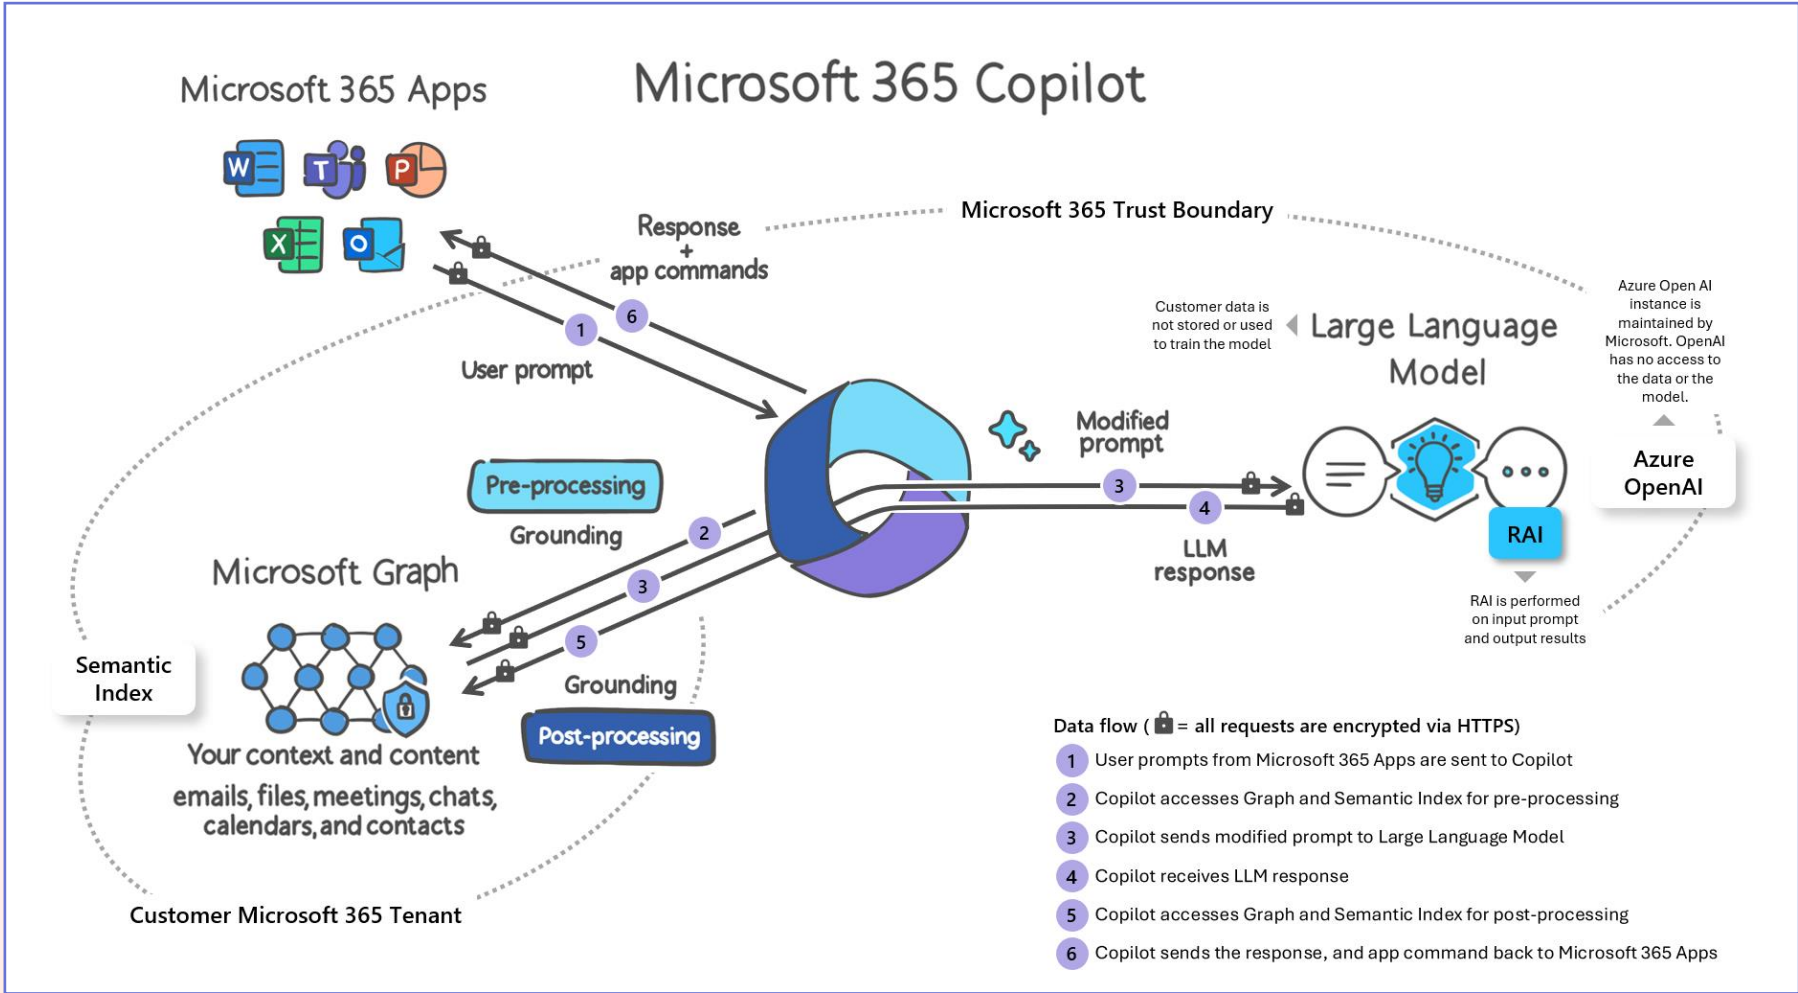 Microsoft 365 Apps
Microsoft 365 Copilot
W
T
P
X
O
Response
+
app commands
Microsoft 365 Trust Boundary
6
1
User prompt
Customer data is
not stored or used
to train the model
Large Language
Model
Azure Open AI
instance is
maintained by
Microsoft. OpenAI
has no access to
the data or the
model.
Modified
prompt
3
4
LLM
response
Azure
OpenAI
RAI
RAI is performed
on input prompt
and output results
Pre-processing
Grounding
2
3
5
Grounding
Post-processing
Microsoft Graph
Semantic
Index
Your context and content
emails, files, meetings, chats,
calendars, and contacts
Customer Microsoft 365 Tenant
Data flow ( = all requests are encrypted via HTTPS)
1 User prompts from Microsoft 365 Apps are sent to Copilot
2 Copilot accesses Graph and Semantic Index for pre-processing
3 Copilot sends modified prompt to Large Language Model
4 Copilot receives LLM response
5 Copilot accesses Graph and Semantic Index for post-processing
6 Copilot sends the response, and app command back to Microsoft 365 Apps